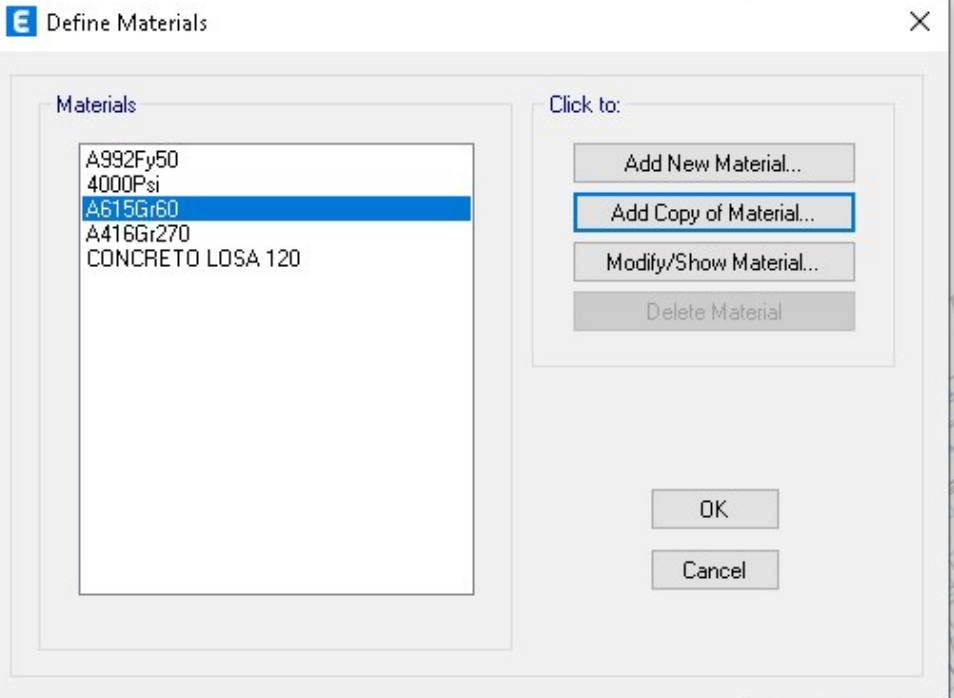 E Define Materials
Materials
A992Fy50
4000Psi
A615Gr60
A416Gr270
CONCRETO LOSA 120
Click to:
Add New Material...
Add Copy of Material...
Modify/Show Material...
Delete Material
OK
Cancel